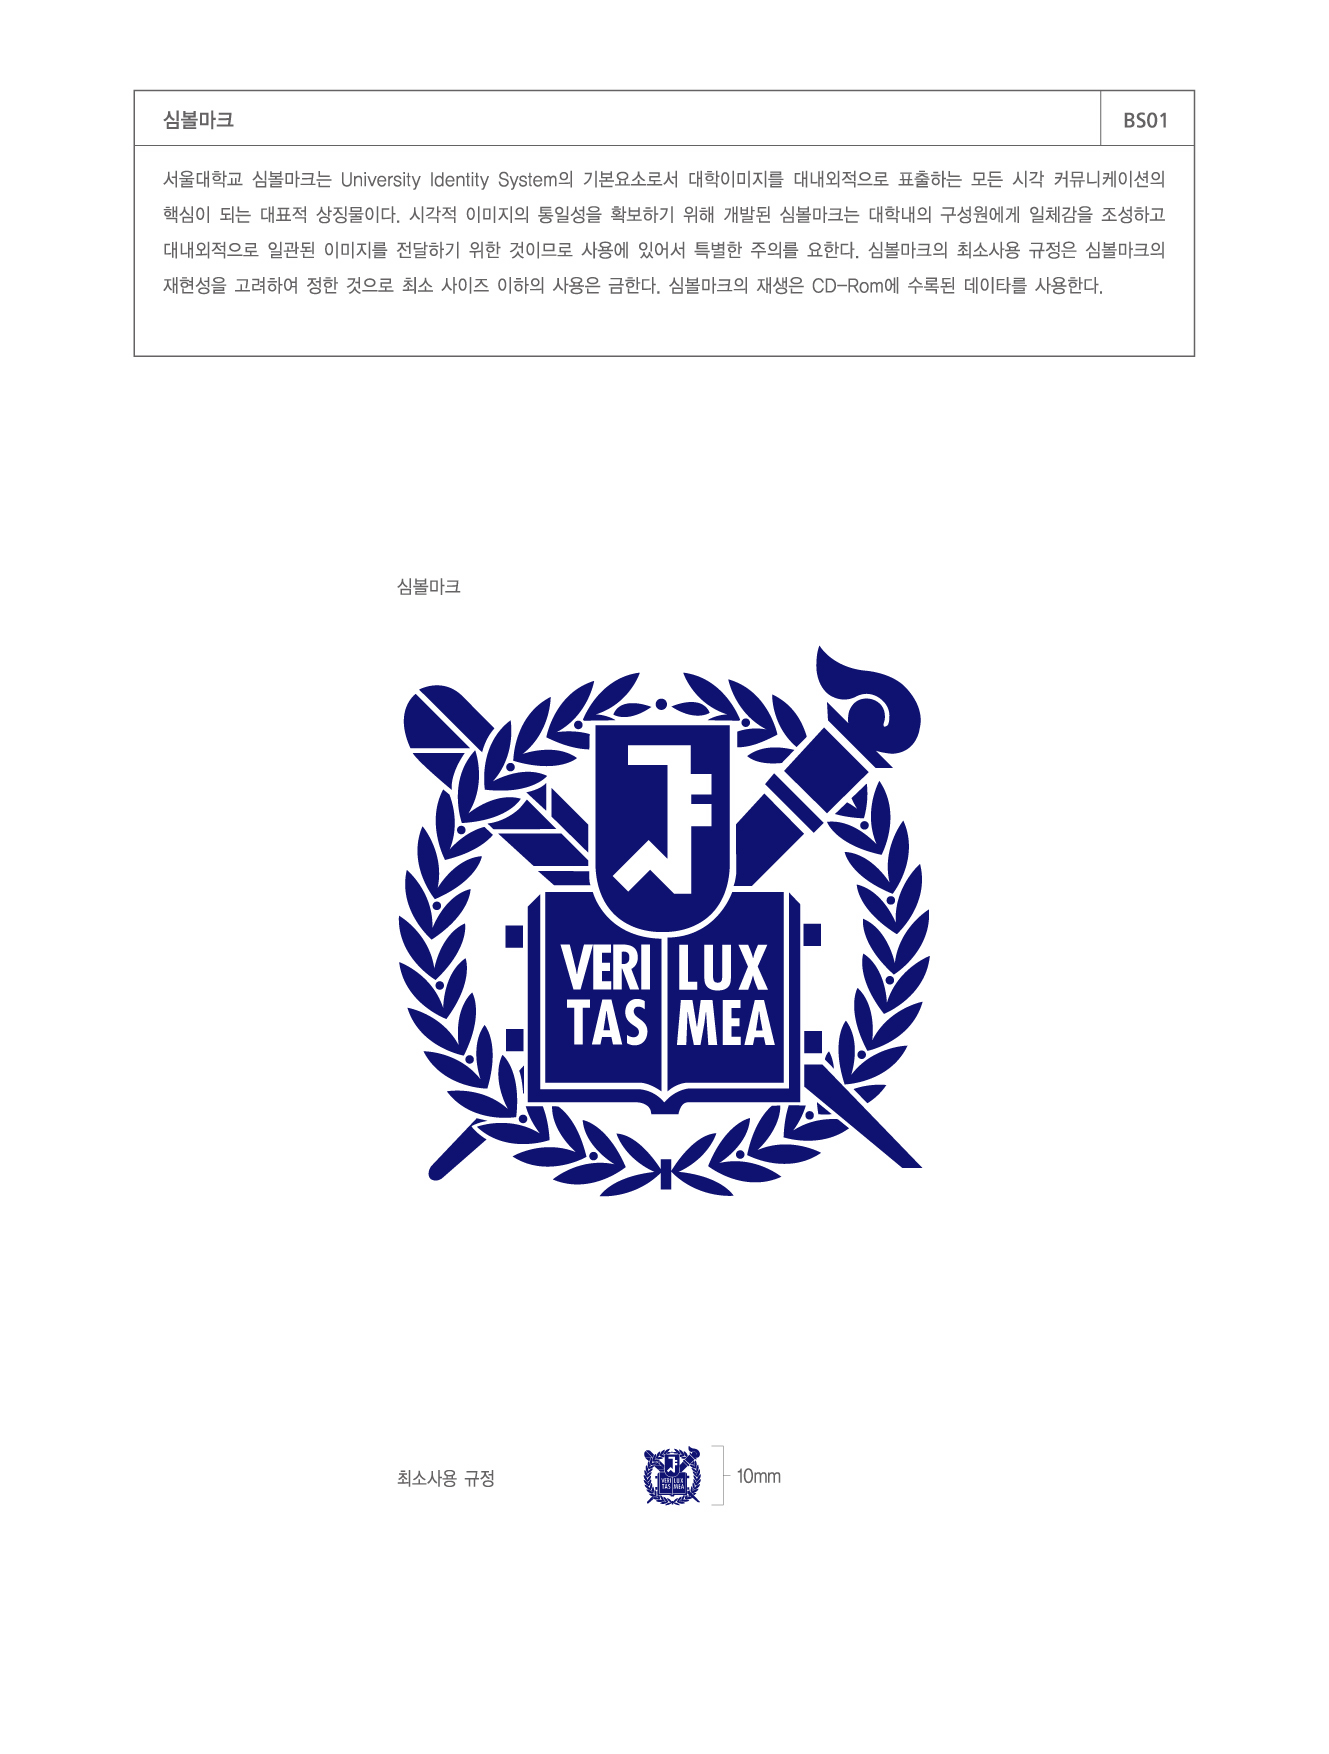 심볼마크
BS01
서울대학교 심볼마크는 University Identity System의 기본요소로서 대학이미지를 대내외적으로 표출하는 모든 시각 커뮤니케이션의
핵심이 되는 대표적 상징물이다. 시각적 이미지의 통일성을 확보하기 위해 개발된 심볼마크는 대학내의 구성원에게 일체감을 조성하고
대내외적으로 일관된 이미지를 전달하기 위한 것이므로 사용에 있어서 특별한 주의를 요한다. 심볼마크의 최소사용 규정은 심볼마크의
재현성을 고려하여 정한 것으로 최소 사이즈 이하의 사용은 금한다. 심볼마크의 재생은 CD-Rom에 수록된 데이타를 사용한다.
심볼마크
VERI LUX
TAS MEA
최소사용 규정
VERI LUX
TAS MEA
10mm